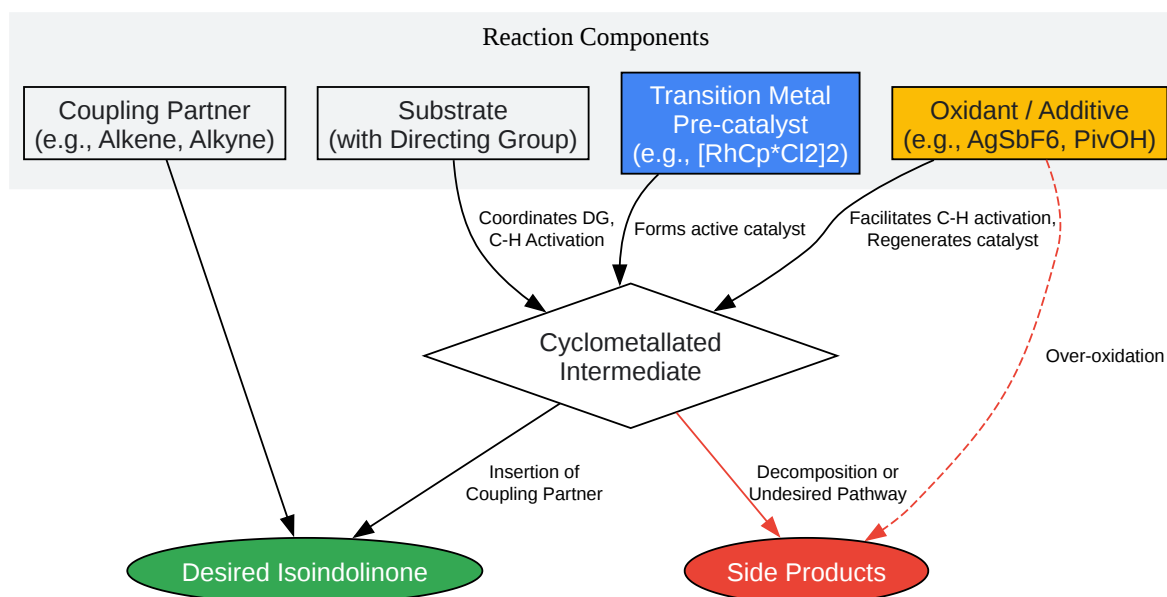 Reaction Components
Coupling Partner
(e.g., Alkene, Alkyne)
Substrate
(with Directing Group)
Transition Metal
Pre-catalyst
(e.g., [RhCp*Cl2]2)
Oxidant / Additive
(e.g., AgSbF6, PivOH)
Coordinates DG,
C-H Activation
Forms active catalyst
Facilitates C-H activation,
Regenerates catalyst
Cyclometallated
Intermediate
Over-oxidation
Insertion of
Coupling Partner
Decomposition or
Undesired Pathway
Desired Isoindolinone
Side Products